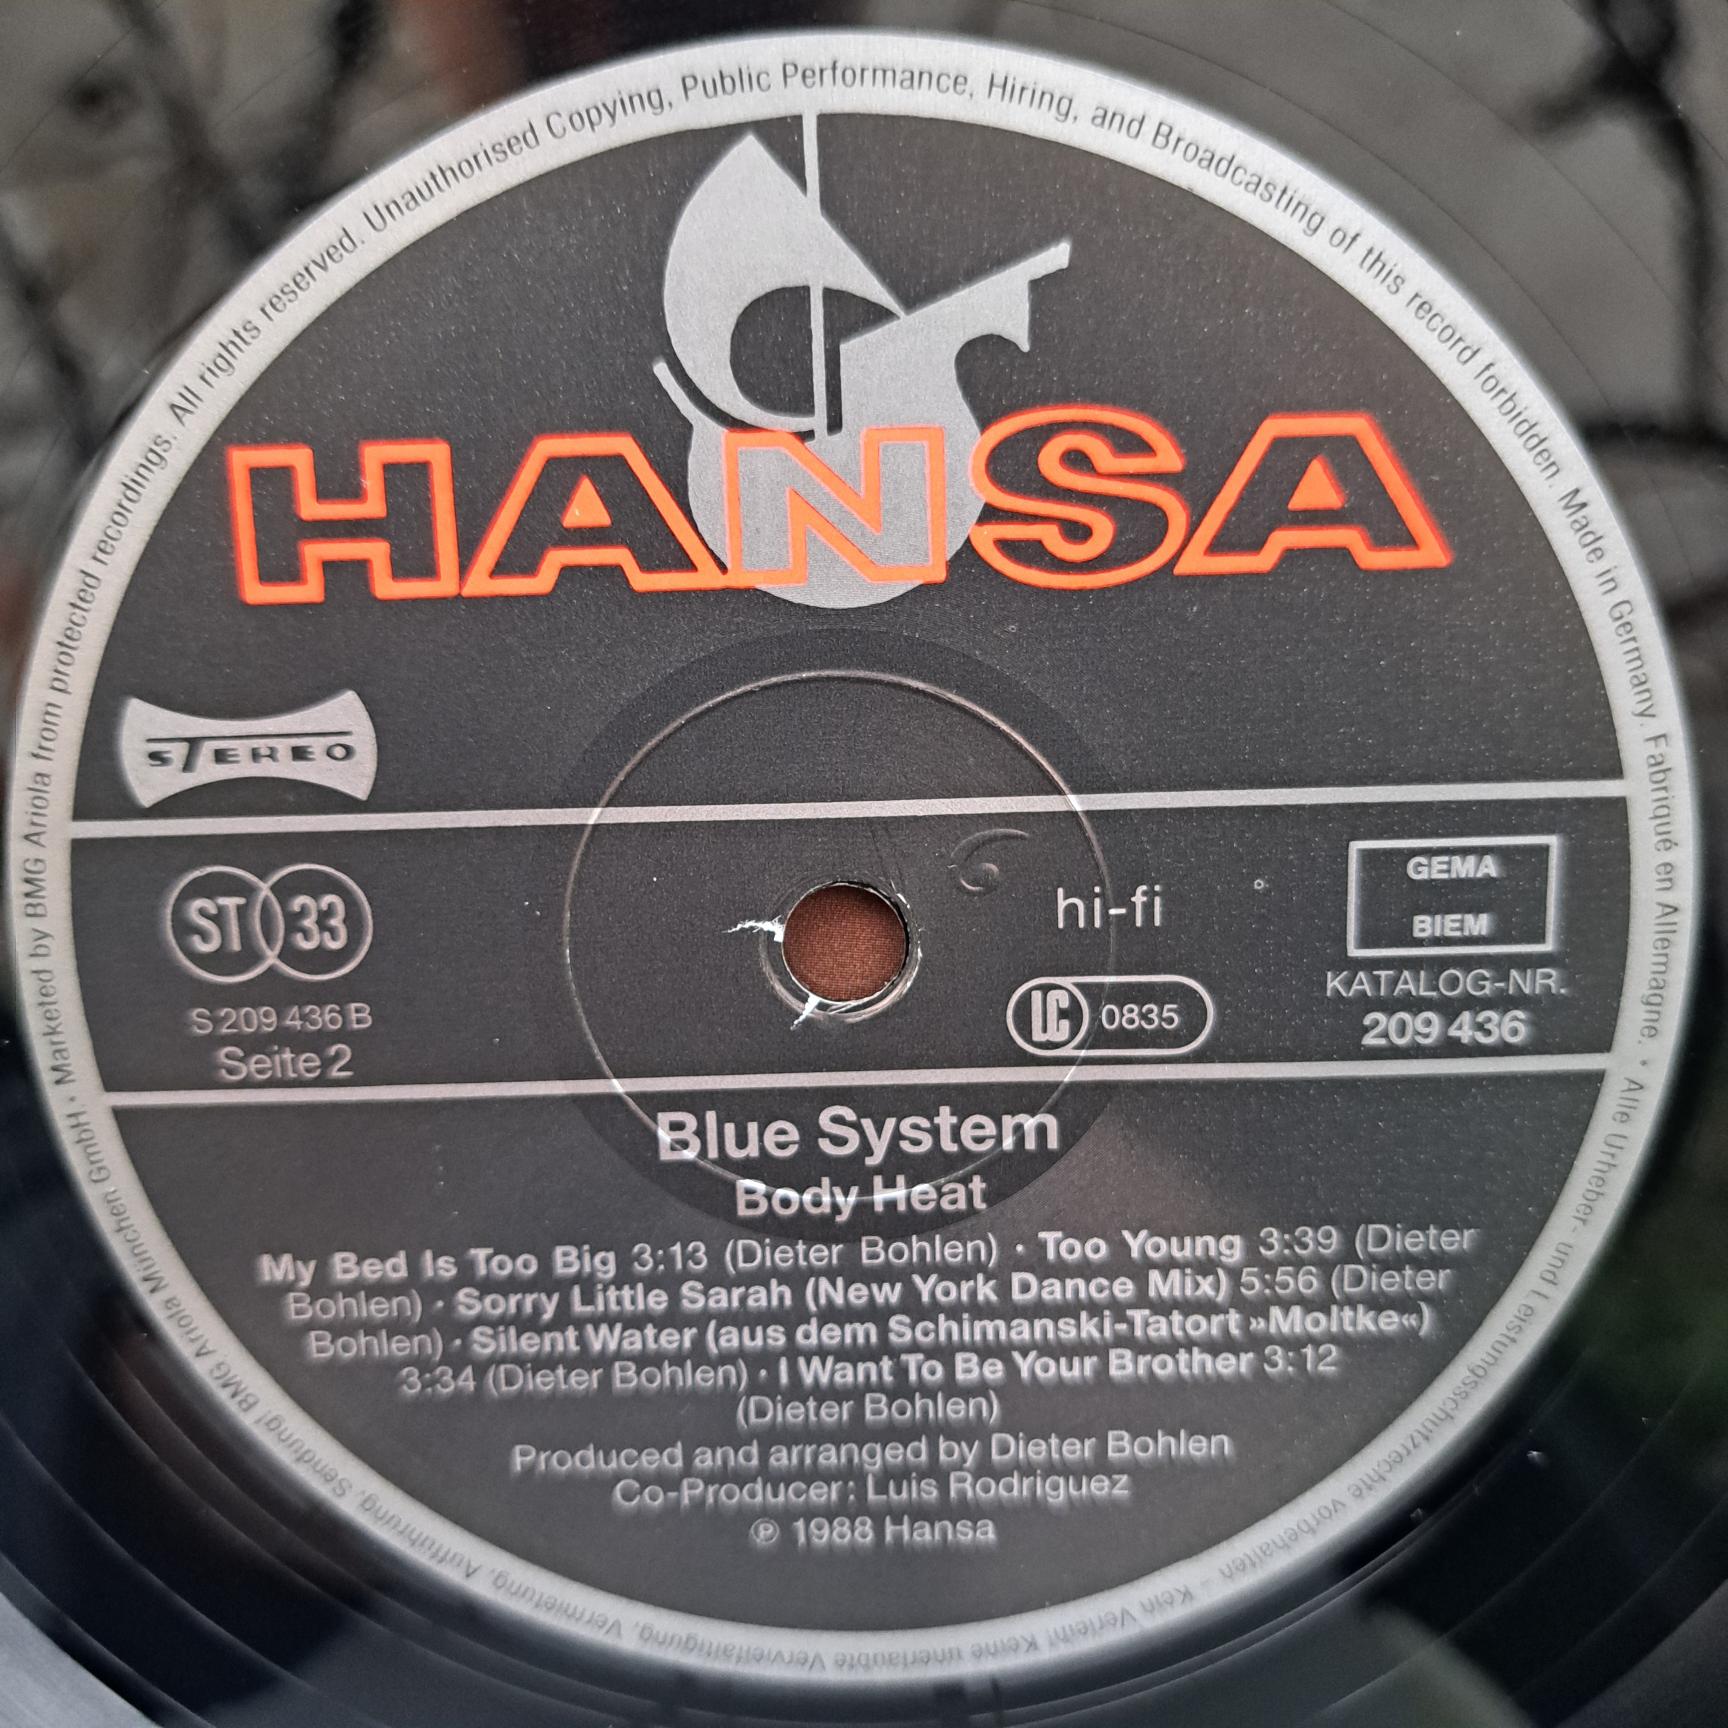 Marketed by BMG Ariola from protected recordings. All rights reserved. Unauthorised Copying, Public Performance, Hiring, and Broadcasting of this record forbidden. Made in Germany. Fabriqué en Allemagne. • Alle Urheber- und Leistungsschutzrechte vorbehalten – Kein Verleih! Keine unerlaubte Vervielfältigung, Vermietung, Aufführung, Sendung! BMG Ariola München GmbH •
HANSA
STEREO
ST 33
S 209 436 B
Seite 2
6
hi-fi
LC 0835
GEMA
BIEM
KATALOG-NR.
209 436
Blue System
Body Heat
My Bed Is Too Big 3:13 (Dieter Bohlen) · Too Young 3:39 (Dieter
Bohlen) · Sorry Little Sarah (New York Dance Mix) 5:56 (Dieter
Bohlen) · Silent Water (aus dem Schimanski-Tatort »Moltke«)
3:34 (Dieter Bohlen) · I Want To Be Your Brother 3:12
(Dieter Bohlen)
Produced and arranged by Dieter Bohlen
Co-Producer: Luis Rodriguez
℗ 1988 Hansa